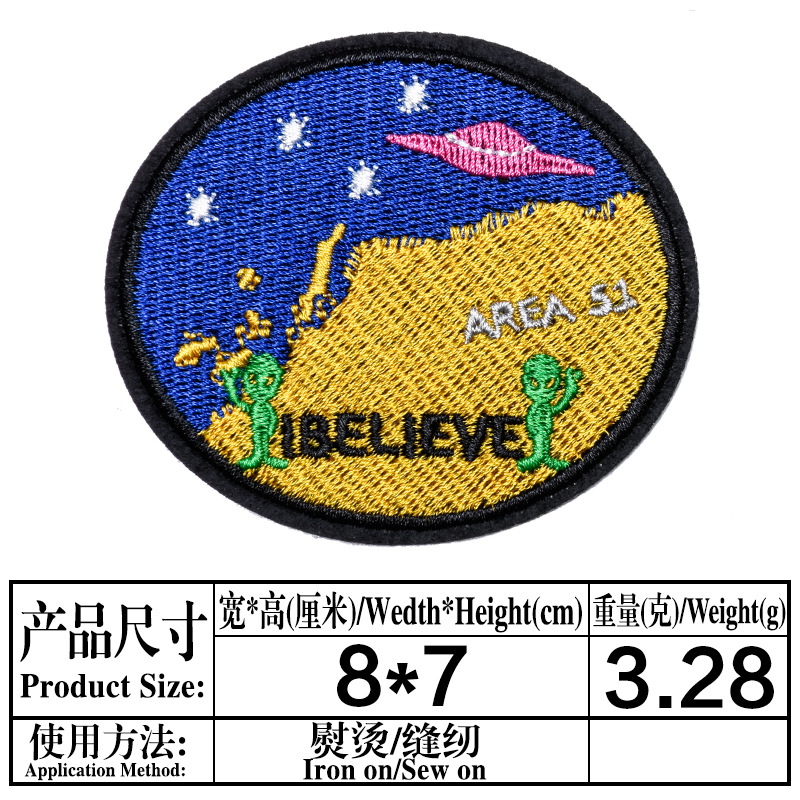 AREA 51
IBELIEVE
产品尺寸
Product Size:
宽*高(厘米)/Wedth*Height(cm)
重量(克)/Weight(g)
8*7
3.28
使用方法:
Application Method:
熨烫/缝纫
Iron on/Sew on